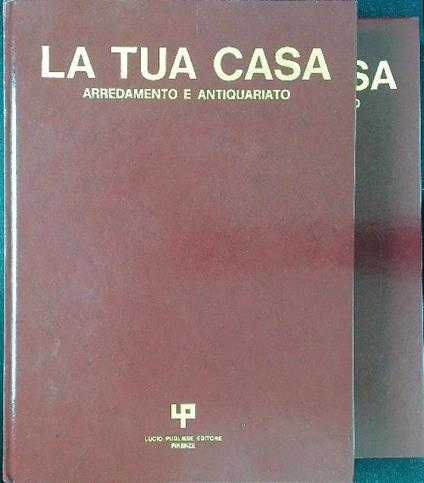 LA TUA CASA
ARREDAMENTO E ANTIQUARIATO
LP
LUCIO PUGLIESE EDITORE
FIRENZE
SA
O